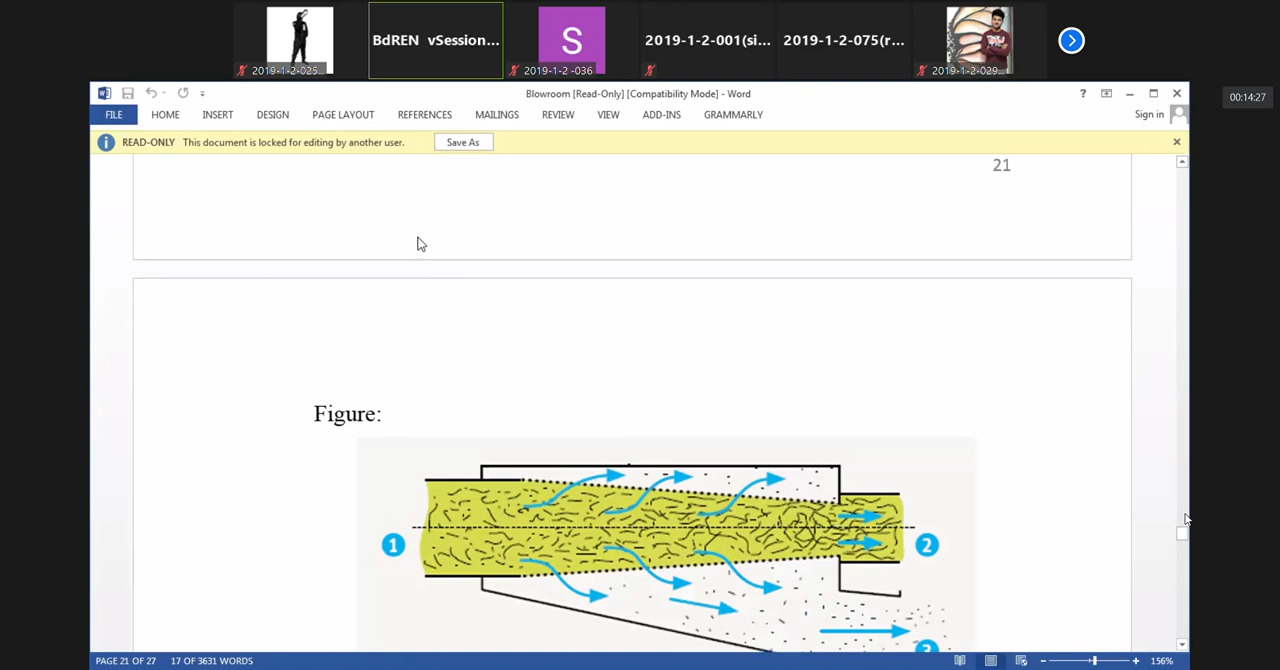 S
BdREN vSession...
2019-1-2-001(si...
2019-1-2-075(r...
2019-1-2-025...
2019-1-2 -036
2019-1-2-029...
00:14:27
Blowroom [Read-Only] [Compatibility Mode] - Word
?
FILE HOME INSERT DESIGN PAGE LAYOUT REFERENCES MAILINGS REVIEW VIEW ADD-INS GRAMMARLY
Sign in
READ-ONLY This document is locked for editing by another user. Save As
21
Figure:
1
2
3
PAGE 21 OF 27 17 OF 3631 WORDS
156%